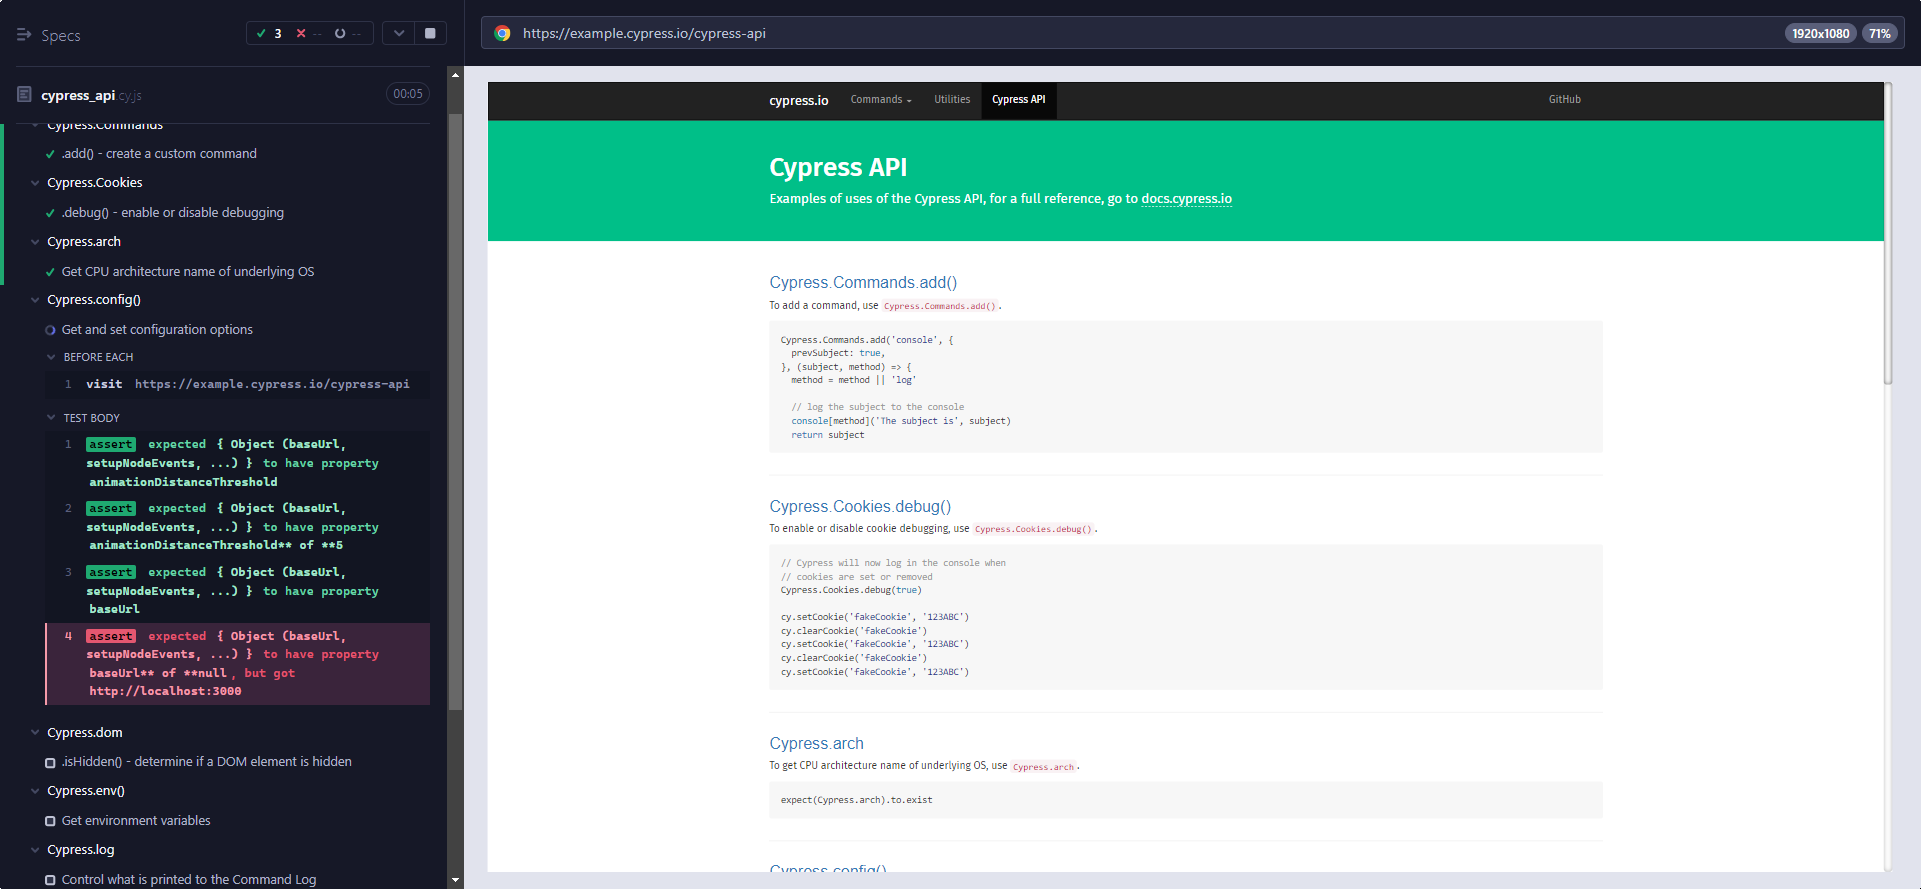 Specs
3 -- --
cypress_api.cy.js 00:05
Cypress.Commands
.add() - create a custom command
Cypress.Cookies
.debug() - enable or disable debugging
Cypress.arch
Get CPU architecture name of underlying OS
Cypress.config()
Get and set configuration options
BEFORE EACH
1 visit https://example.cypress.io/cypress-api
TEST BODY
1 assert expected { Object (baseUrl,
setupNodeEvents, ...) } to have property
animationDistanceThreshold
2 assert expected { Object (baseUrl,
setupNodeEvents, ...) } to have property
animationDistanceThreshold** of **5
3 assert expected { Object (baseUrl,
setupNodeEvents, ...) } to have property
baseUrl
4 assert expected { Object (baseUrl,
setupNodeEvents, ...) } to have property
baseUrl** of **null, but got
http://localhost:3000
Cypress.dom
.isHidden() - determine if a DOM element is hidden
Cypress.env()
Get environment variables
Cypress.log
Control what is printed to the Command Log
https://example.cypress.io/cypress-api 1920x1080 71%
cypress.io Commands Utilities Cypress API GitHub
Cypress API
Examples of uses of the Cypress API, for a full reference, go to docs.cypress.io
Cypress.Commands.add()
To add a command, use Cypress.Commands.add().
Cypress.Commands.add('console', {
prevSubject: true,
}, (subject, method) => {
method = method || 'log'
// log the subject to the console
console[method]('The subject is', subject)
return subject
Cypress.Cookies.debug()
To enable or disable cookie debugging, use Cypress.Cookies.debug().
// Cypress will now log in the console when
// cookies are set or removed
Cypress.Cookies.debug(true)
cy.setCookie('fakeCookie', '123ABC')
cy.clearCookie('fakeCookie')
cy.setCookie('fakeCookie', '123ABC')
cy.clearCookie('fakeCookie')
cy.setCookie('fakeCookie', '123ABC')
Cypress.arch
To get CPU architecture name of underlying OS, use Cypress.arch.
expect(Cypress.arch).to.exist
Cypress.config()